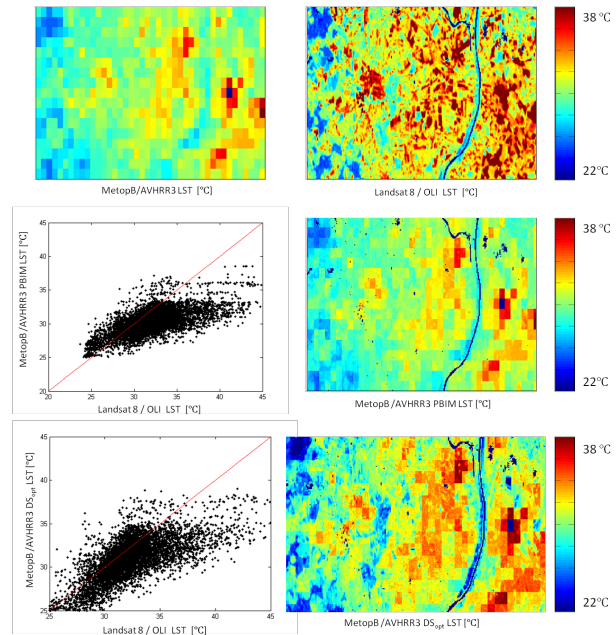 38 °C
22°C
MetopB/AVHRR3 LST [°C]
Landsat 8 / OLI LST [°C]
MetopB /AVHRR3 PBIM LST [°C]
45
40
35
30
25
20
20 25 30 35 40 45
Landsat 8 / OLI LST [°C]
38 °C
22°C
MetopB /AVHRR3 PBIM LST [°C]
MetopB /AVHRR3 DSopt LST [°C]
45
40
35
30
25
25 30 35 40 45
Landsat 8 / OLI LST [°C]
38 °C
22°C
MetopB /AVHRR3 DSopt LST [°C]